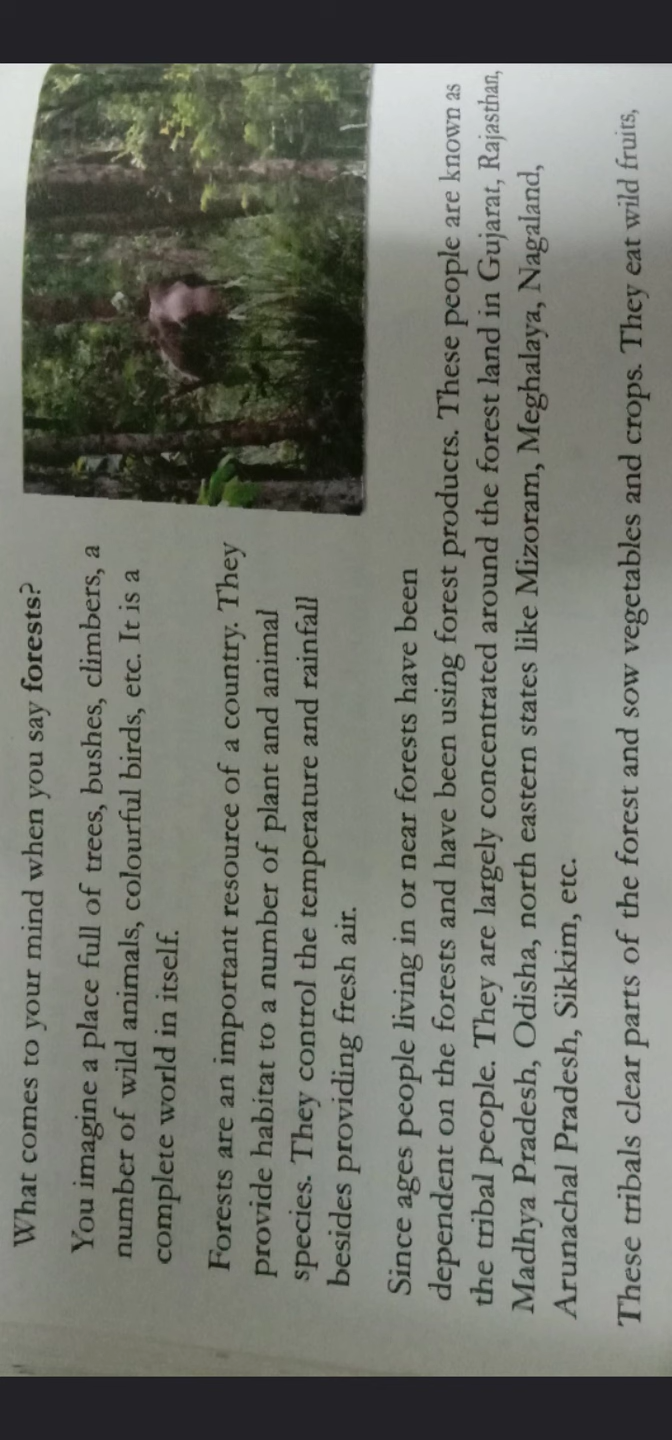 What comes to your mind when you say forests?
You imagine a place full of trees, bushes, climbers, a
number of wild animals, colourful birds, etc. It is a
complete world in itself.
Forests are an important resource of a country. They
provide habitat to a number of plant and animal
species. They control the temperature and rainfall
besides providing fresh air.
Since ages people living in or near forests have been
dependent on the forests and have been using forest products. These people are known as
the tribal people. They are largely concentrated around the forest land in Gujarat, Rajasthan,
Madhya Pradesh, Odisha, north eastern states like Mizoram, Meghalaya, Nagaland,
Arunachal Pradesh, Sikkim, etc.
These tribals clear parts of the forest and sow vegetables and crops. They eat wild fruits,